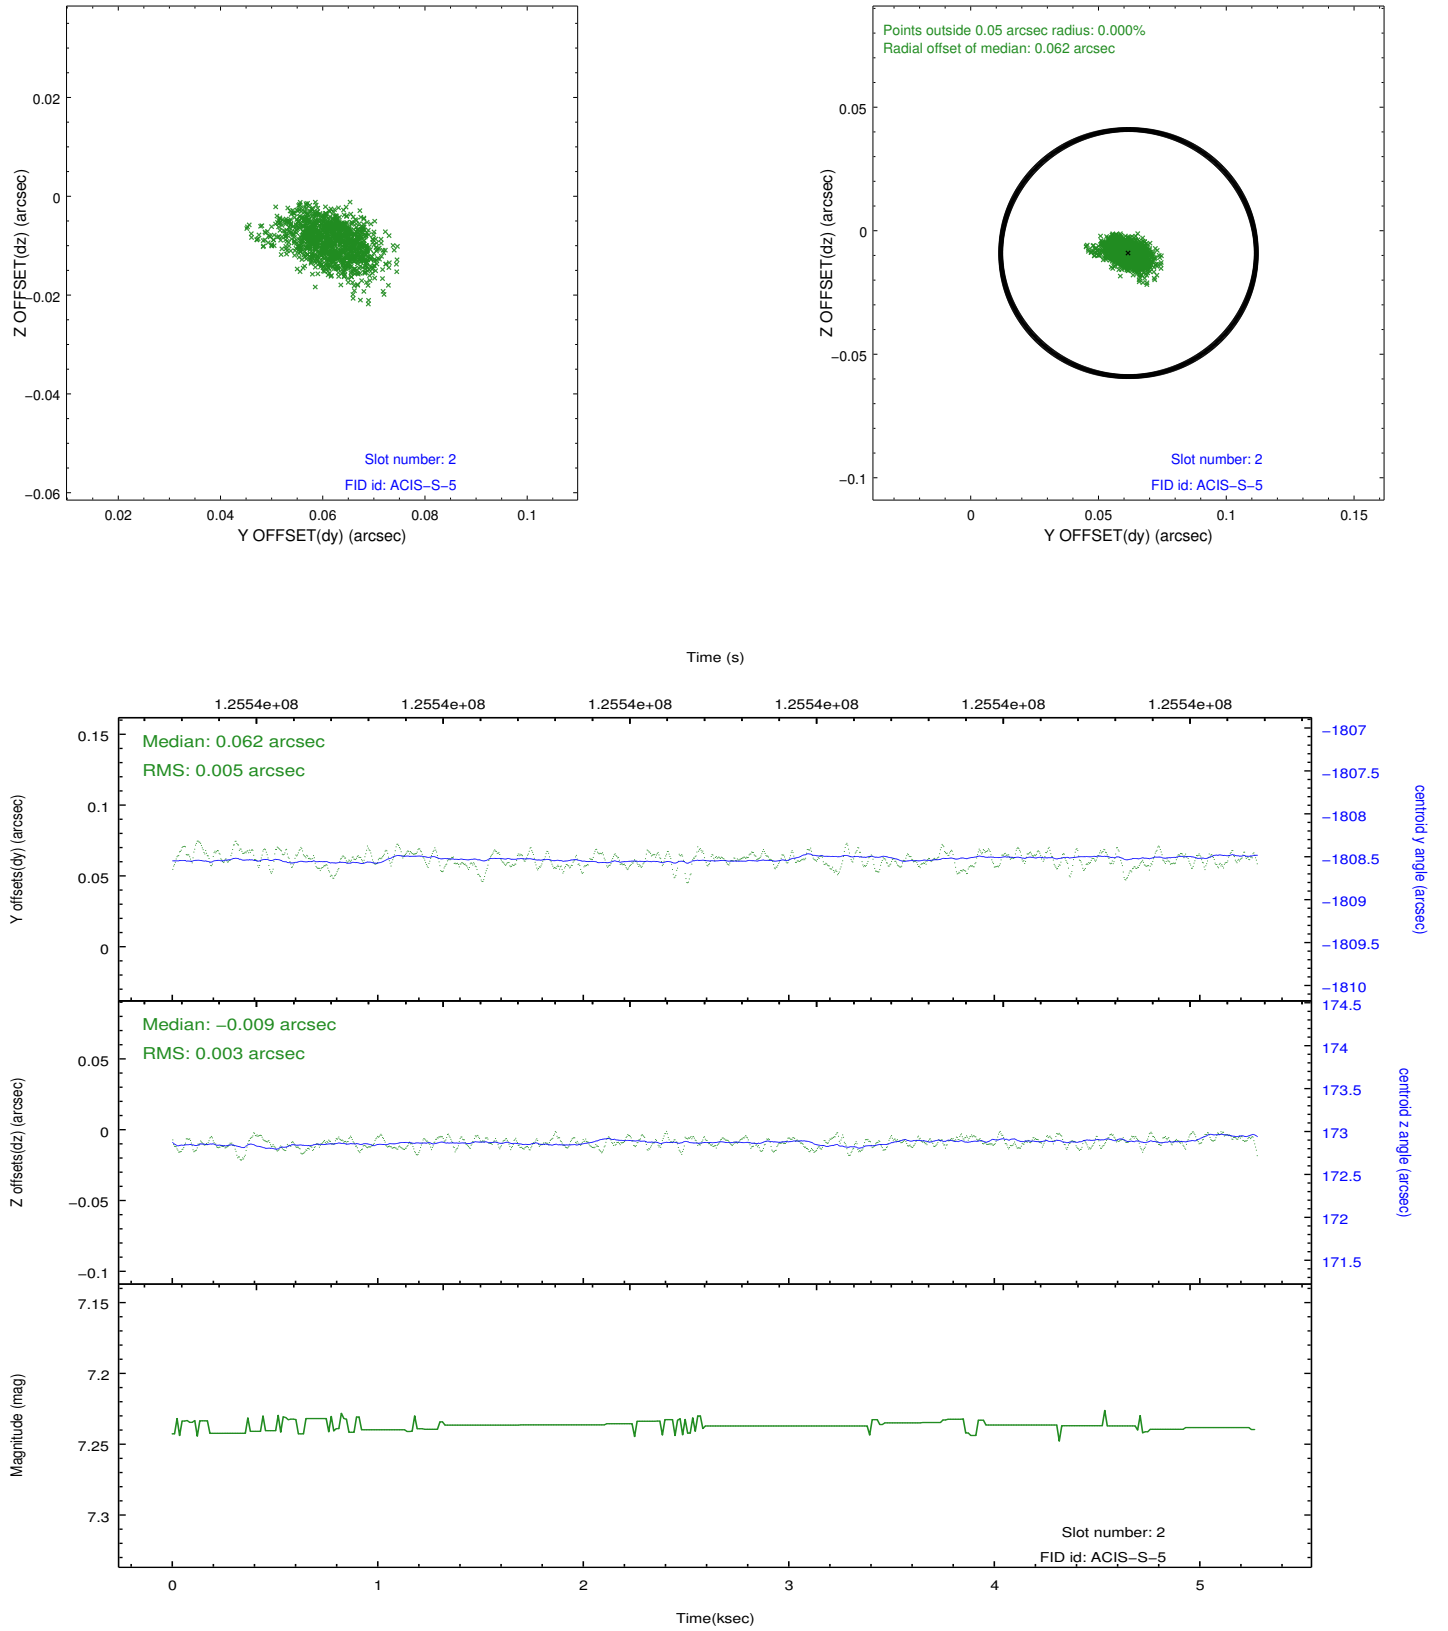 0.02
0
−0.02
−0.04
−0.06
Z OFFSET(dz) (arcsec)
Slot number: 2
FID id: ACIS−S−5
0.02 0.04 0.06 0.08 0.1
Y OFFSET(dy) (arcsec)
Points outside 0.05 arcsec radius: 0.000%
Radial offset of median: 0.062 arcsec
0.05
0
−0.05
−0.1
Z OFFSET(dz) (arcsec)
Slot number: 2
FID id: ACIS−S−5
0 0.05 0.1 0.15
Y OFFSET(dy) (arcsec)
Time (s)
1.2554e+08 1.2554e+08 1.2554e+08 1.2554e+08 1.2554e+08 1.2554e+08
Median: 0.062 arcsec
RMS: 0.005 arcsec
0.15
0.1
0.05
0
Y offsets(dy) (arcsec)
−1807
−1807.5
−1808
−1808.5
−1809
−1809.5
−1810
centroid y angle (arcsec)
Median: −0.009 arcsec
RMS: 0.003 arcsec
0.05
0
−0.05
−0.1
Z offsets(dz) (arcsec)
174.5
174
173.5
173
172.5
172
171.5
centroid z angle (arcsec)
7.15
7.2
7.25
7.3
Magnitude (mag)
Slot number: 2
FID id: ACIS−S−5
0 1 2 3 4 5
Time(ksec)